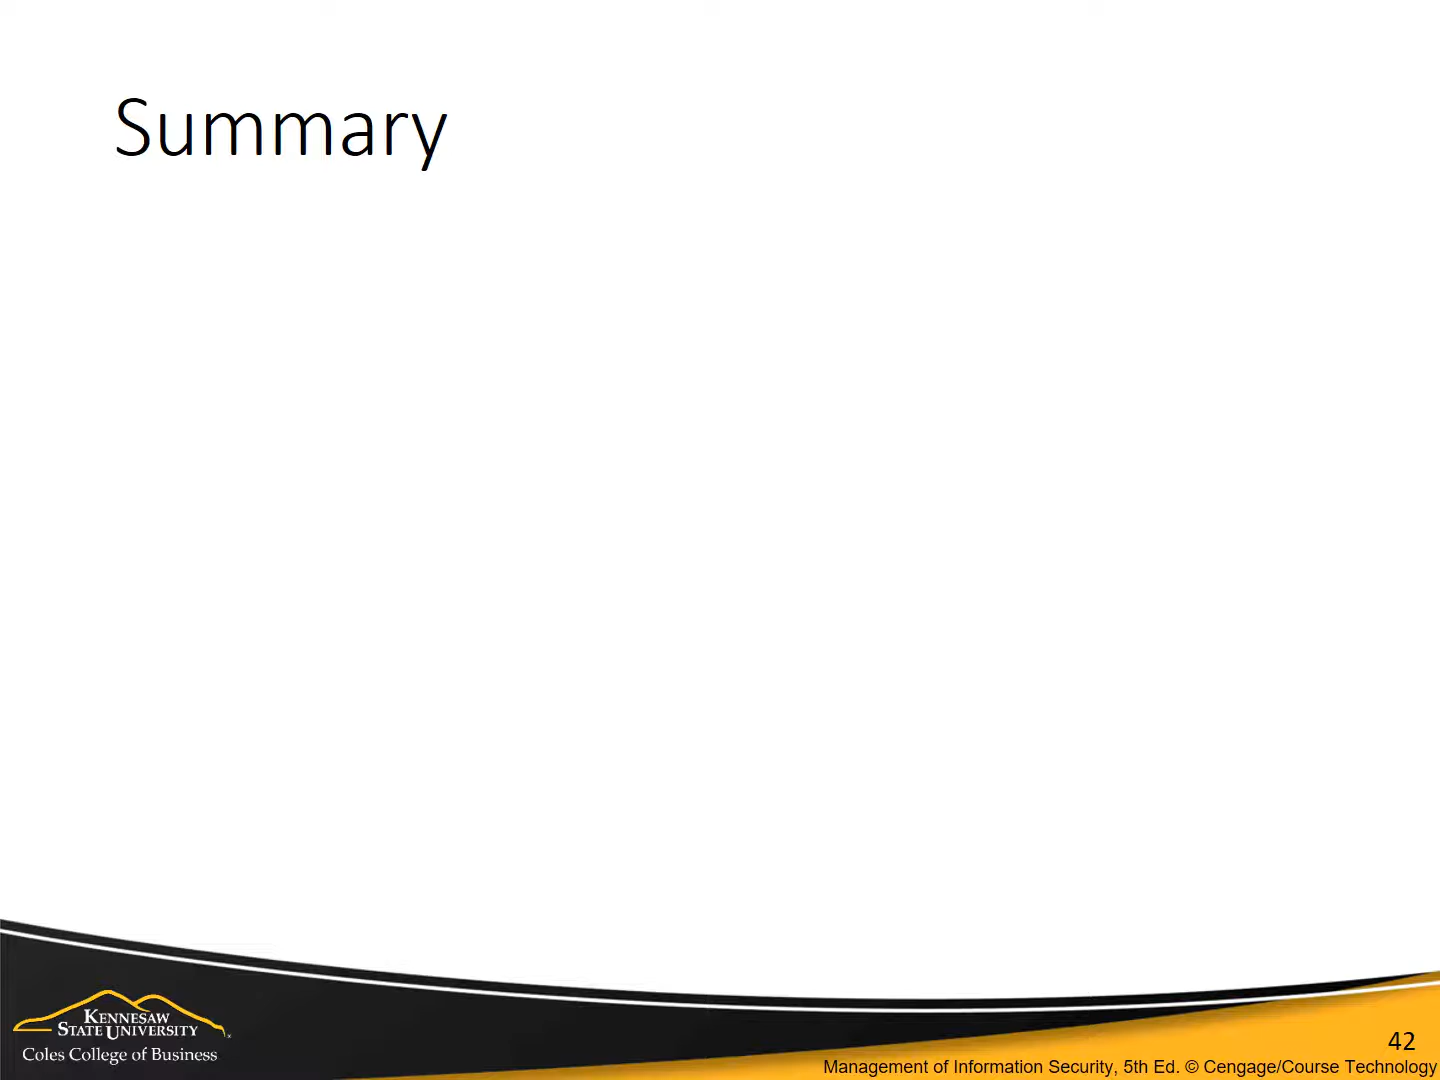 Summary
KENNESAW
STATE UNIVERSITY
Coles College of Business
42
Management of Information Security, 5th Ed. © Cengage/Course Technology